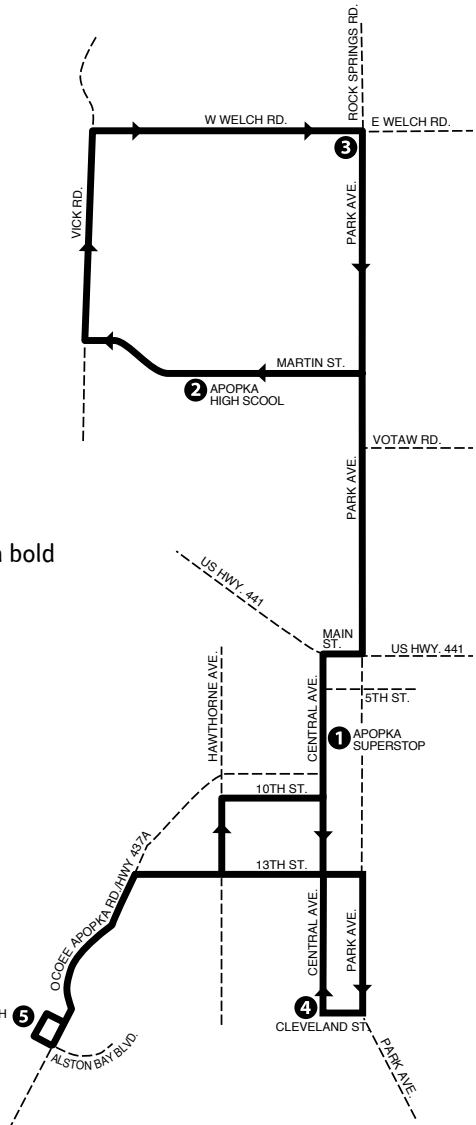 ROCK SPRINGS RD.
W WELCH RD.
E WELCH RD.
3
VICK RD.
PARK AVE.
MARTIN ST.
2 APOPKA
HIGH SCOOL
VOTAW RD.
PARK AVE.
bold
US HWY. 441
MAIN
ST.
US HWY. 441
HAWTHORNE AVE.
CENTRAL AVE.
5TH ST.
1 APOPKA
SUPERSTOP
10TH ST.
OCOEE APOPKA RD./HWY 437A
13TH ST.
CENTRAL AVE.
PARK AVE.
H 5
4
CLEVELAND ST.
ALSTON BAY BLVD.
PARK AVE.